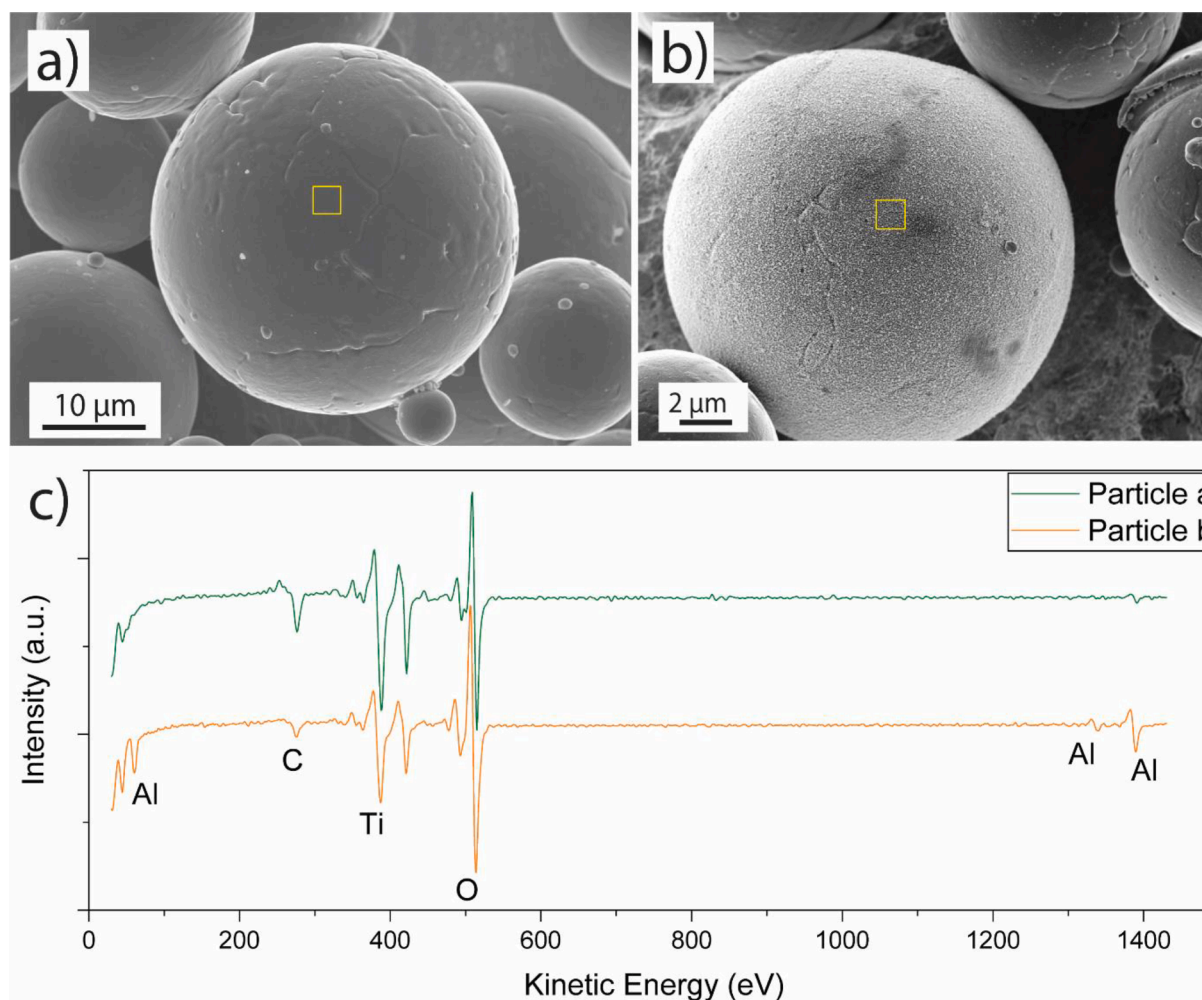 a)
10 μm
b)
2 μm
c)
Particle a
Particle b
Intensity (a.u.)
Al
C
Ti
O
Al
Al
0
200
400
600
800
1000
1200
1400
Kinetic Energy (eV)